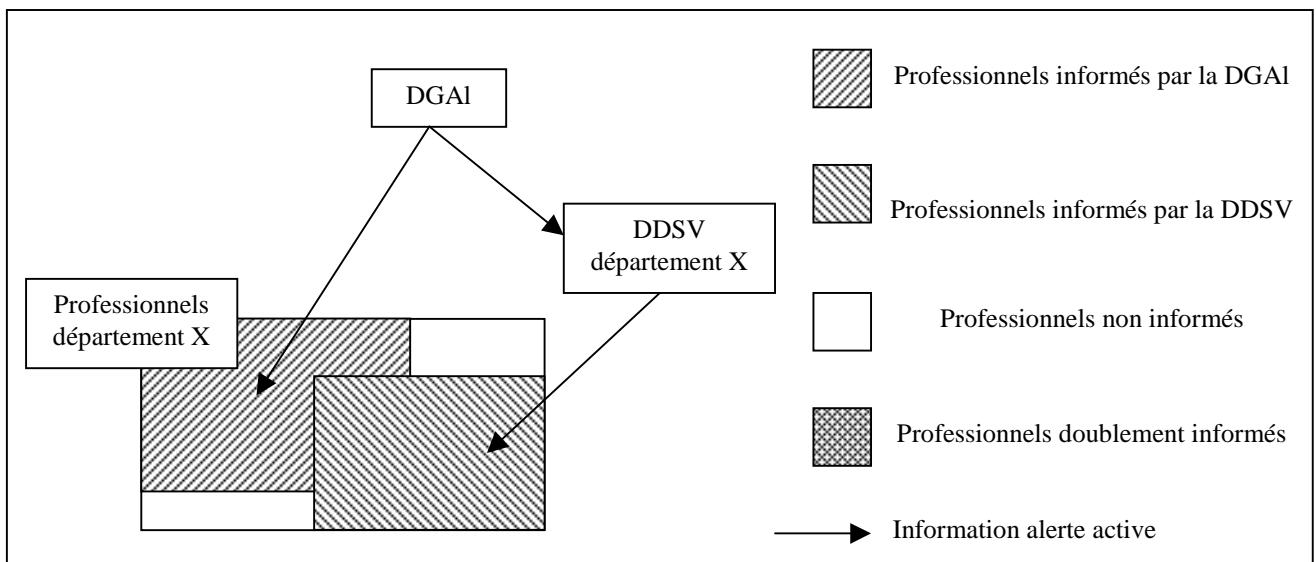 DGAl
DDSV
département X
Professionnels
département X
Professionnels informés par la DGAl
Professionnels informés par la DDSV
Professionnels non informés
Professionnels doublement informés
Information alerte active